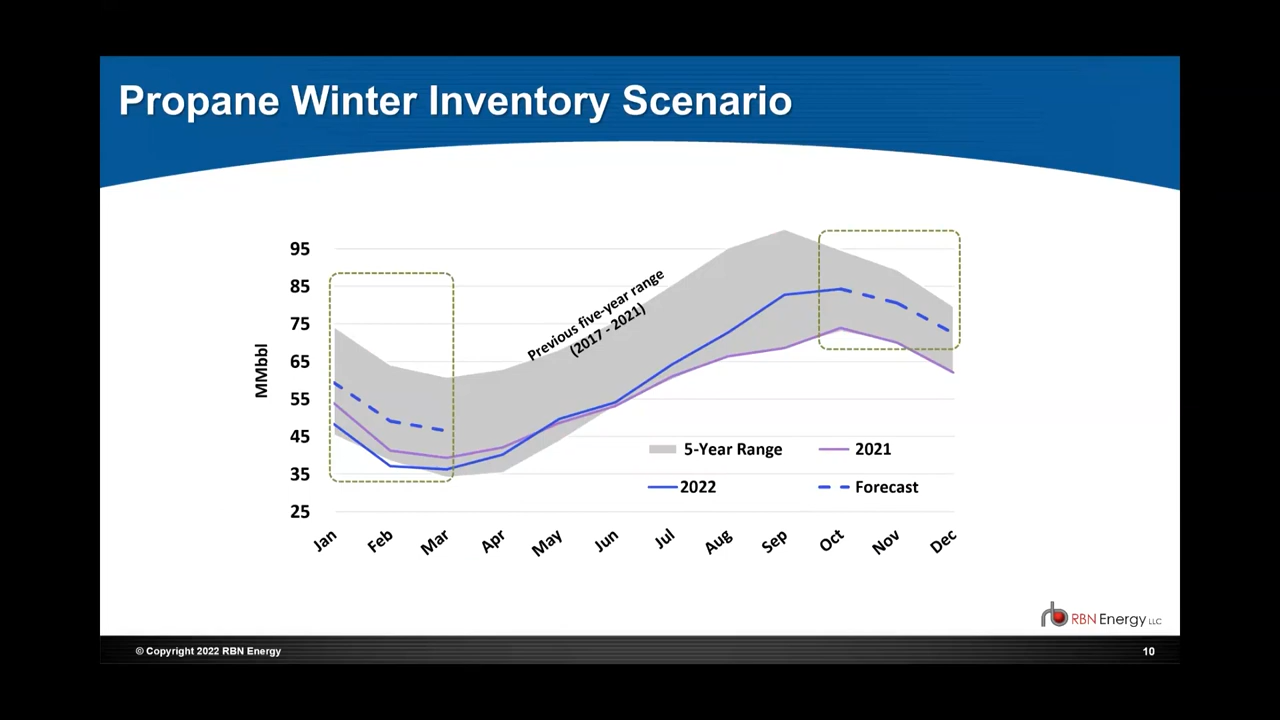 Propane Winter Inventory Scenario
95
85
75
65
55
45
35
25
MMbbl
Previous five-year range
(2017 - 2021)
5-Year Range
2021
2022
Forecast
Jan
Feb
Mar
Apr
May
Jun
Jul
Aug
Sep
Oct
Nov
Dec
RBN Energy LLC
© Copyright 2022 RBN Energy
10